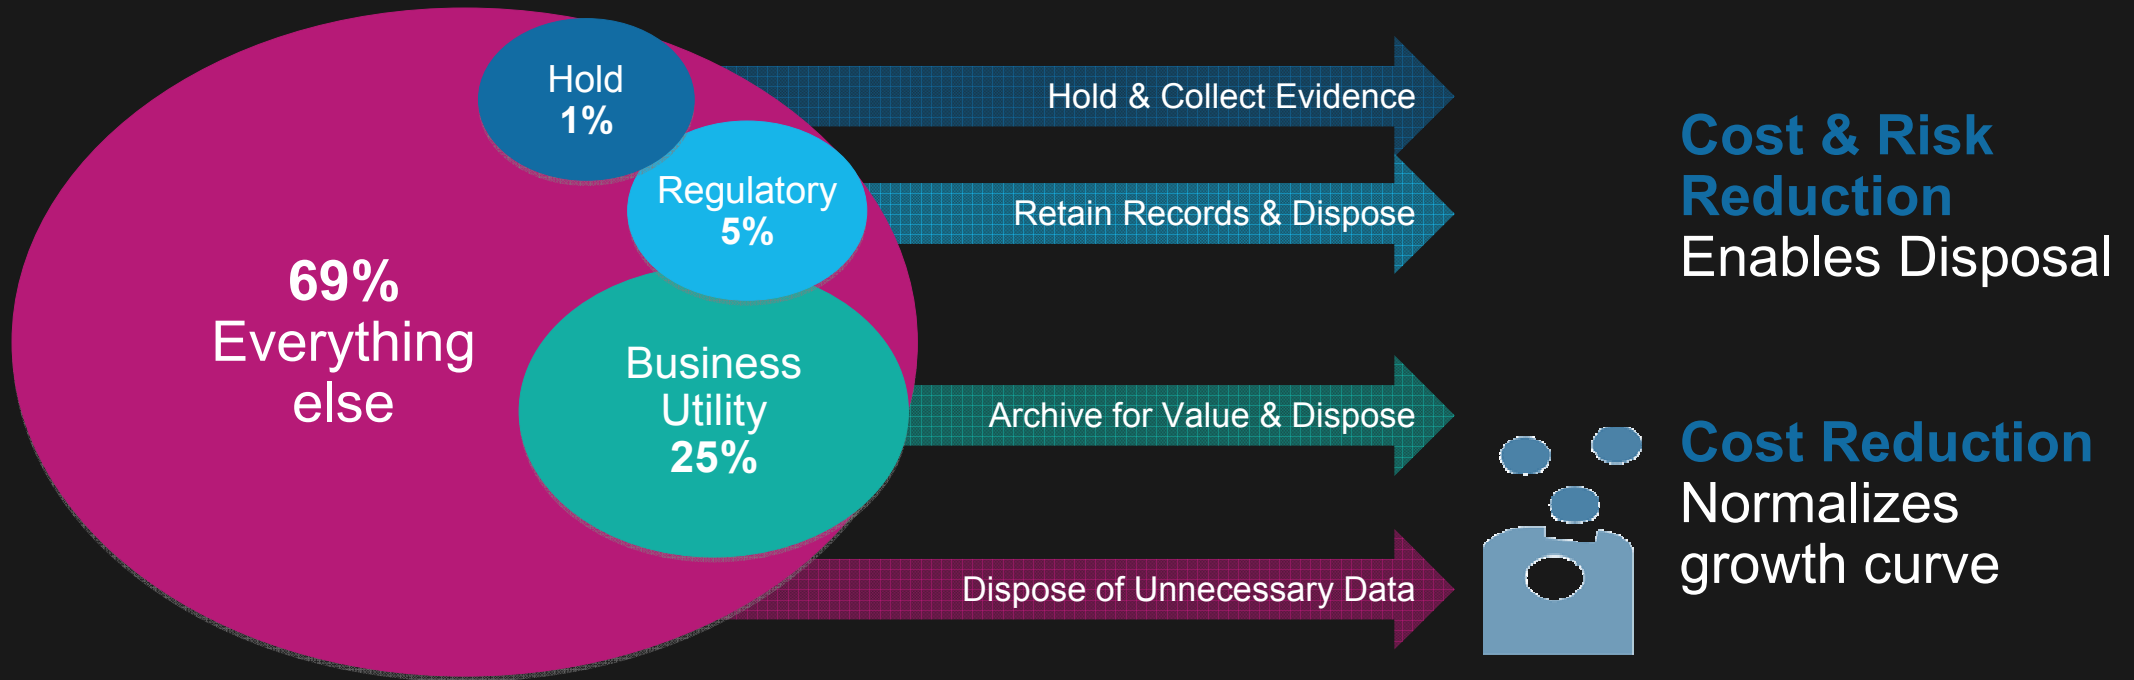 Hold
1%
Hold & Collect Evidence
Regulatory
5%
Retain Records & Dispose
Cost & Risk
Reduction
Enables Disposal
69%
Everything
else
Business
Utility
25%
Archive for Value & Dispose
Cost Reduction
Normalizes
growth curve
Dispose of Unnecessary Data